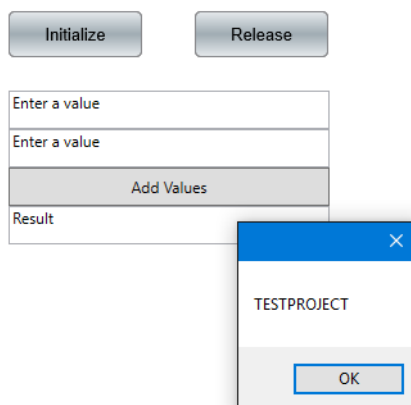 Initialize
Release
Enter a value
Enter a value
Add Values
Result
TESTPROJECT
OK